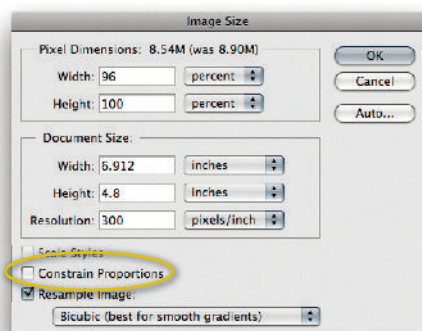 Image Size
Pixel Dimensions: 8.54M (was 8.90M)
Width: 96 percent
Height: 100 percent
OK
Cancel
Auto...
Document Size:
Width: 6.912 inches
Height: 4.8 inches
Resolution: 300 pixels/inch
Scale Styles
Constrain Proportions
Resample Image:
Bicubic (best for smooth gradients)